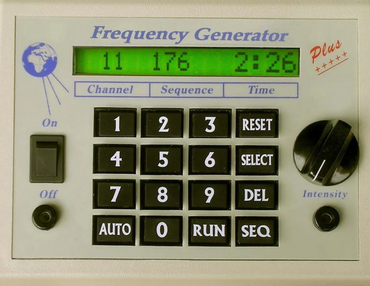 Frequency Generator
Plus
+++++
11 176 2:26
Channel Sequence Time
On
1 2 3 RESET
4 5 6 SELECT
Off
7 8 9 DEL
Intensity
AUTO 0 RUN SEQ